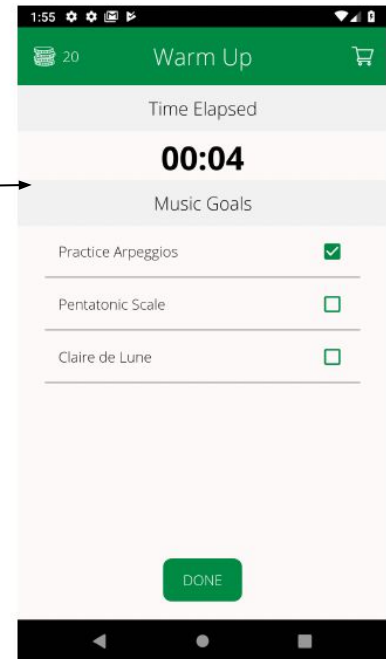 1:55
20 Warm Up
Time Elapsed
00:04
Music Goals
Practice Arpeggios
Pentatonic Scale
Claire de Lune
DONE